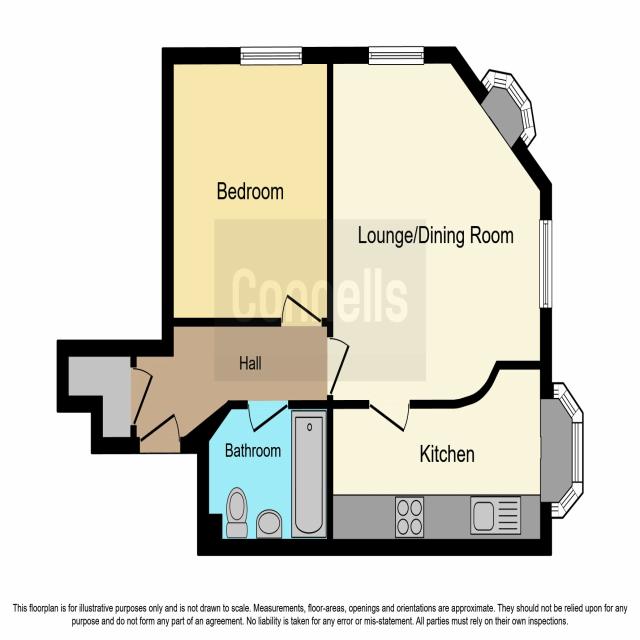 Bedroom
Lounge/Dining Room
Connells
Hall
Bathroom
Kitchen
This floorplan is for illustrative purposes only and is not drawn to scale. Measurements, floor-areas, openings and orientations are approximate. They should not be relied upon for any
purpose and do not form any part of an agreement. No liability is taken for any error or mis-statement. All parties must rely on their own inspections.